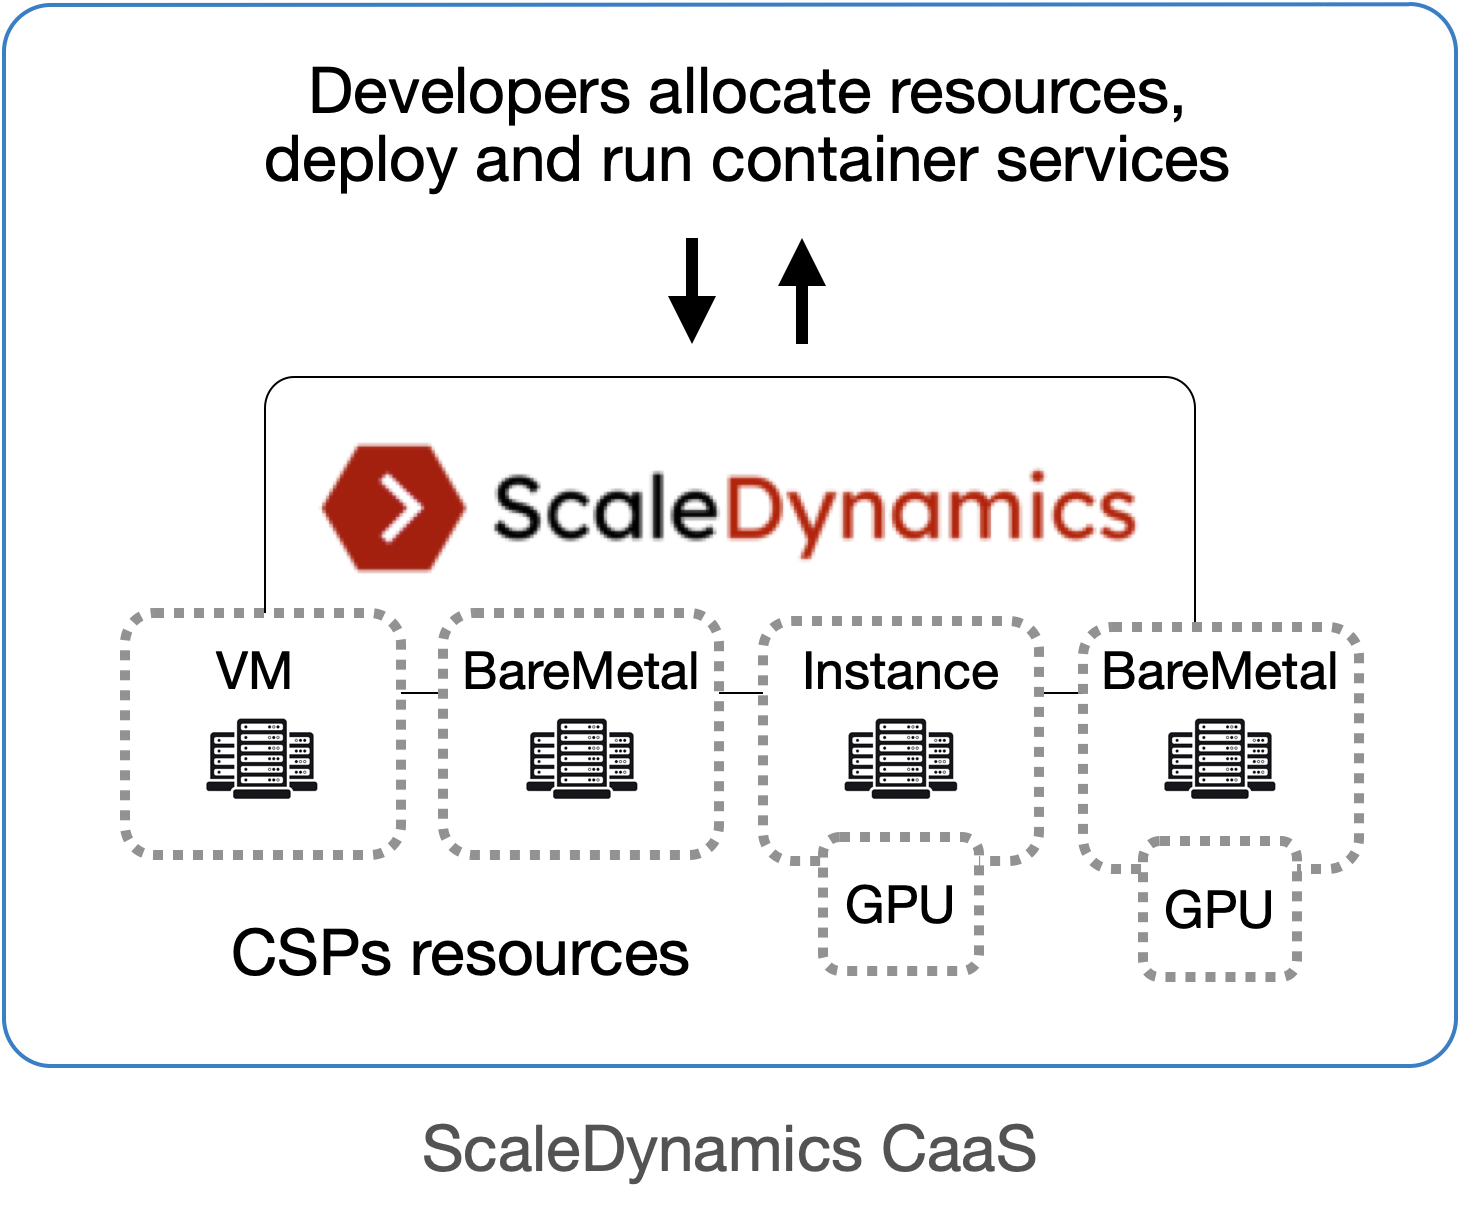 Developers allocate resources,
deploy and run container services
ScaleDynamics
VM
BareMetal
Instance
BareMetal
GPU
GPU
CSPs resources
ScaleDynamics CaaS